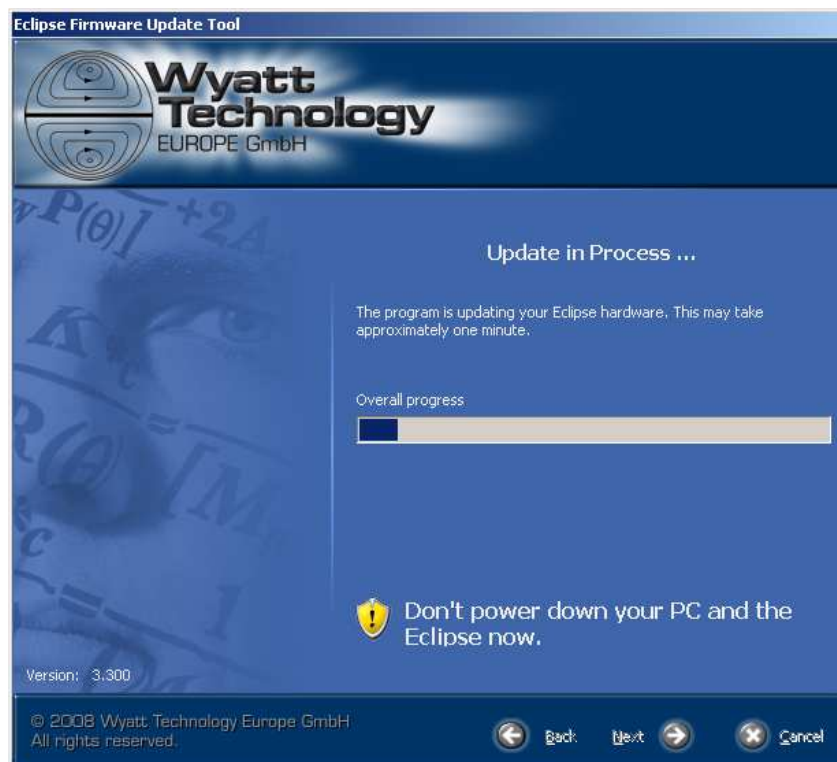 Eclipse Firmware Update Tool
Wyatt
Technology
EUROPE GmbH
w P(θ)] +2A
Update in Process ...
The program is updating your Eclipse hardware. This may take
approximately one minute.
K
c
Overall progress
R(θ) = [M
c
=
1
Don't power down your PC and the
Eclipse now.
Version: 3.300
© 2008 Wyatt Technology Europe GmbH
All rights reserved.
Back Next Cancel